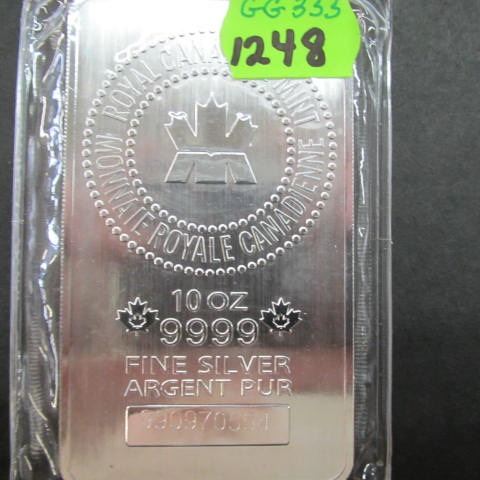 GG333
1248
ROYAL CANADIAN MINT
MONNAIE ROYALE CANADIENNE
10 OZ
9999
FINE SILVER
ARGENT PUR